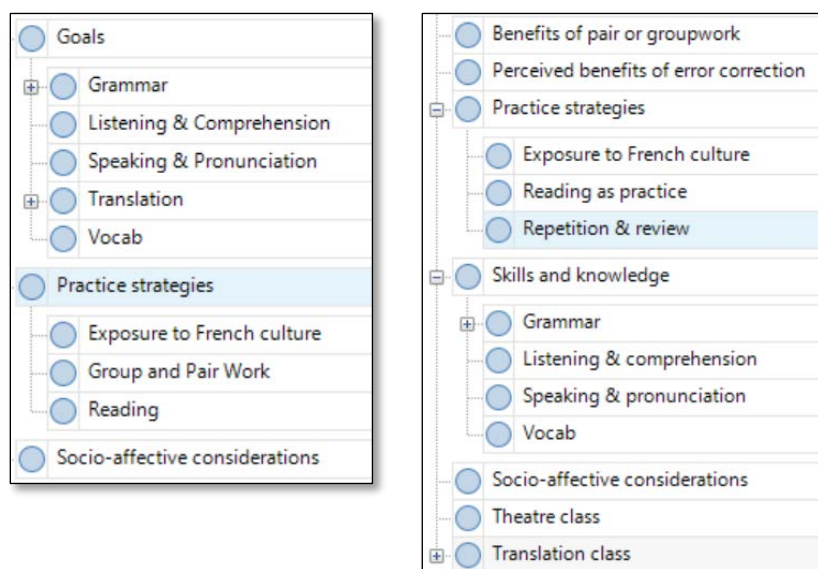 Goals
Grammar
Listening & Comprehension
Speaking & Pronunciation
Translation
Vocab
Practice strategies
Exposure to French culture
Group and Pair Work
Reading
Socio-affective considerations
Benefits of pair or groupwork
Perceived benefits of error correction
Practice strategies
Exposure to French culture
Reading as practice
Repetition & review
Skills and knowledge
Grammar
Listening & comprehension
Speaking & pronunciation
Vocab
Socio-affective considerations
Theatre class
Translation class